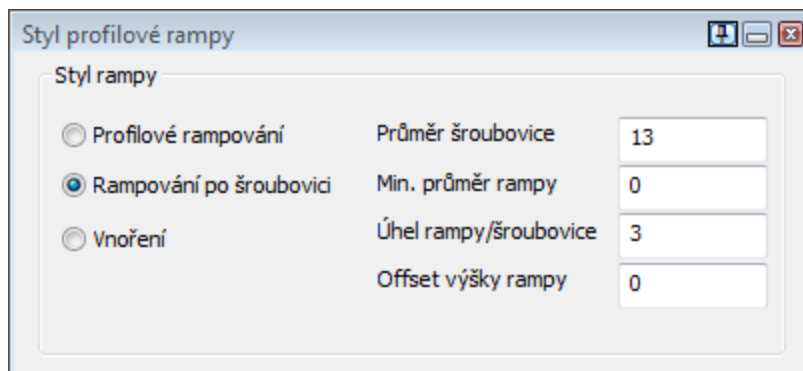 Styl profilové rampy
Styl rampy
Profilové rampování
Průměr šroubovice 13
Rampování po šroubovici
Min. průměr rampy 0
Vnoření
Úhel rampy/šroubovice 3
Offset výšky rampy 0